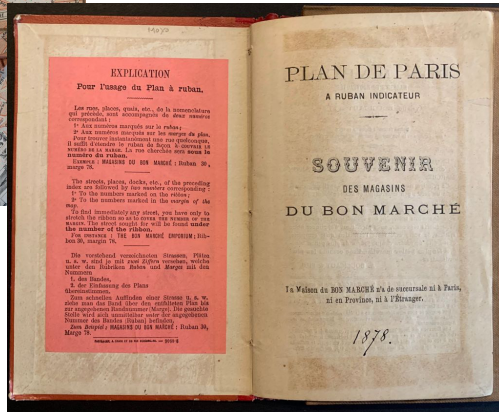 EXPLICATION
Pour l'usage du Plan à ruban.
Les rues, places, quais, etc., de la nomenclature
qui précède, sont accompagnés de deux numéros
correspondant :
1° Aux numéros marqués sur le ruban ;
2° Aux numéros marqués sur les marges du plan.
Pour trouver instantanément une rue quelconque,
il suffit d'étendre le ruban de façon à COUVRIR LE
NUMÉRO DE LA MARGE. La rue cherchée sera sous le
numéro du ruban.
EXEMPLE : MAGASINS DU BON MARCHÉ : Ruban 30,
marge 78.
The streets, places, docks, etc., of the preceding
index are followed by two numbers corresponding :
1° To the numbers marked on the ribbon ;
2° To the numbers marked in the margins of the
map.
To find immediately any street, you have only to
stretch the ribbon so as to COVER THE NUMBER OF THE
MARGIN. The street sought for will be found under
the number of the ribbon.
FOR INSTANCE : THE BON MARCHÉ EMPORIUM ; Rib-
bon 30, margin 78.
Die vorstehend verzeichneten Strassen, Plätze
u. s. w. sind je mit zwei Ziffern versehen, welche
unter den Rubriken Ruban und Marge mit den
Nummern
1. des Bandes,
2. der Einfassung des Plans
übereinstimmen.
Zum schnellen Auffinden einer Strasse u. s. w.
ziehe man das Band über den entfalteten Plan bis
zur angegebenen Randnummer (Marge). Die gesuchte
Stelle wird sich unmittelbar unter der angegebenen
Nummer des Bandes (Ruban) befinden.
Zum Beispiel : MAGASINS DU BON MARCHÉ : Ruban 30,
Marge 78.
PLAN DE PARIS
A RUBAN INDICATEUR
SOUVENIR
DES MAGASINS
DU BON MARCHÉ
La Maison du BON MARCHÉ n'a de succursale ni à Paris,
ni en Province, ni à l'Étranger.
1878.